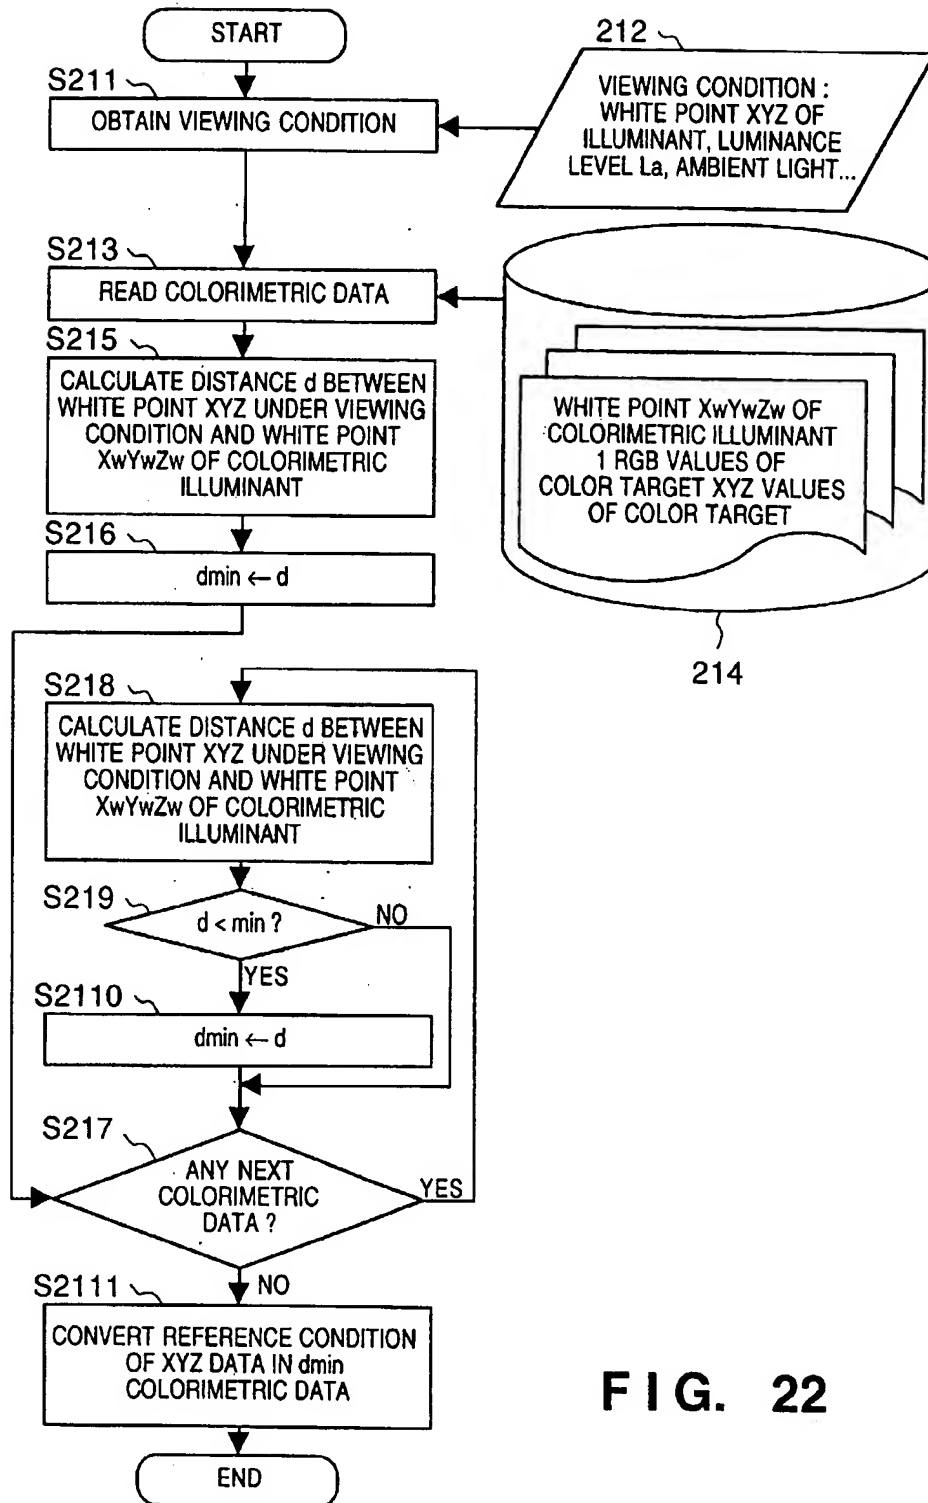 START
212
S211
OBTAIN VIEWING CONDITION
VIEWING CONDITION :
WHITE POINT XYZ OF
ILLUMINANT, LUMINANCE
LEVEL La, AMBIENT LIGHT...
S213
READ COLORIMETRIC DATA
S215
CALCULATE DISTANCE d BETWEEN
WHITE POINT XYZ UNDER VIEWING
CONDITION AND WHITE POINT
XwYwZw OF COLORIMETRIC
ILLUMINANT
WHITE POINT XwYwZw OF
COLORIMETRIC ILLUMINANT
1 RGB VALUES OF
COLOR TARGET XYZ VALUES
OF COLOR TARGET
S216
dmin ← d
214
S218
CALCULATE DISTANCE d BETWEEN
WHITE POINT XYZ UNDER VIEWING
CONDITION AND WHITE POINT
XwYwZw OF COLORIMETRIC
ILLUMINANT
S219
d < min ?
NO
YES
S2110
dmin ← d
S217
ANY NEXT
COLORIMETRIC
DATA ?
YES
NO
S2111
CONVERT REFERENCE CONDITION
OF XYZ DATA IN dmin
COLORIMETRIC DATA
FIG. 22
END